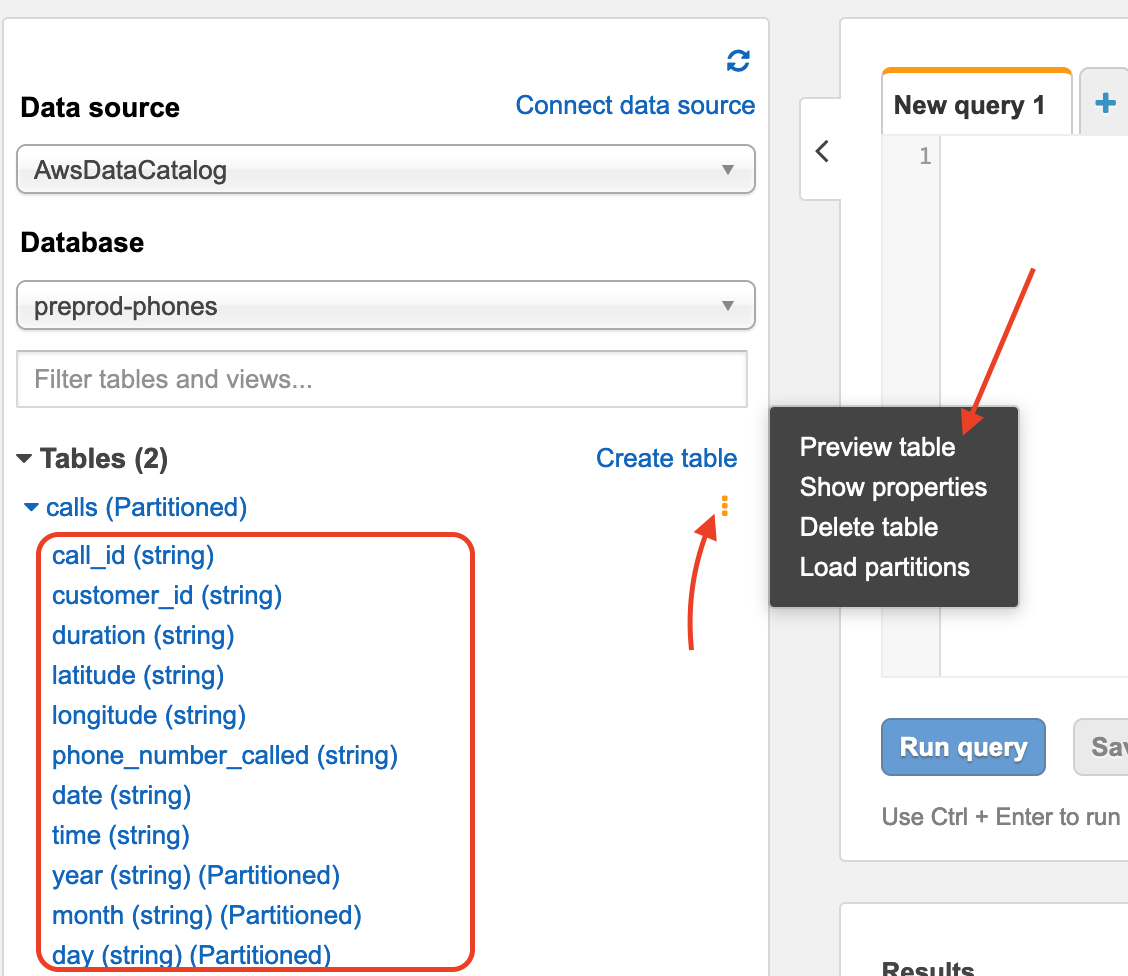 Data source
Connect data source
AwsDataCatalog
Database
preprod-phones
Filter tables and views...
Tables (2)
Create table
calls (Partitioned)
call_id (string)
customer_id (string)
duration (string)
latitude (string)
longitude (string)
phone_number_called (string)
date (string)
time (string)
year (string) (Partitioned)
month (string) (Partitioned)
day (string) (Partitioned)
Preview table
Show properties
Delete table
Load partitions
New query 1
1
Run query
Sav
Use Ctrl + Enter to run
Results